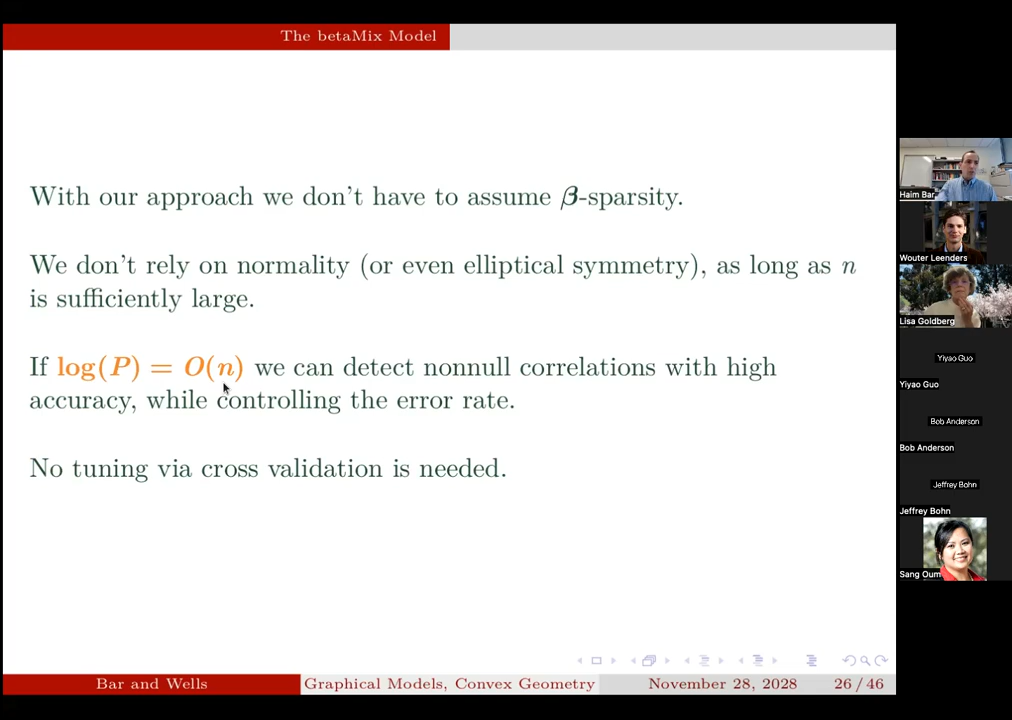 The betaMix Model
With our approach we don't have to assume β-sparsity.
We don't rely on normality (or even elliptical symmetry), as long as n
is sufficiently large.
If log(P) = O(n) we can detect nonnull correlations with high
accuracy, while controlling the error rate.
No tuning via cross validation is needed.
Bar and Wells
Graphical Models, Convex Geometry
November 28, 2028
26 / 46
Haim Bar
Wouter Leenders
Lisa Goldberg
Yiyao Guo
Yiyao Guo
Bob Anderson
Bob Anderson
Jeffrey Bohn
Jeffrey Bohn
Sang Oum